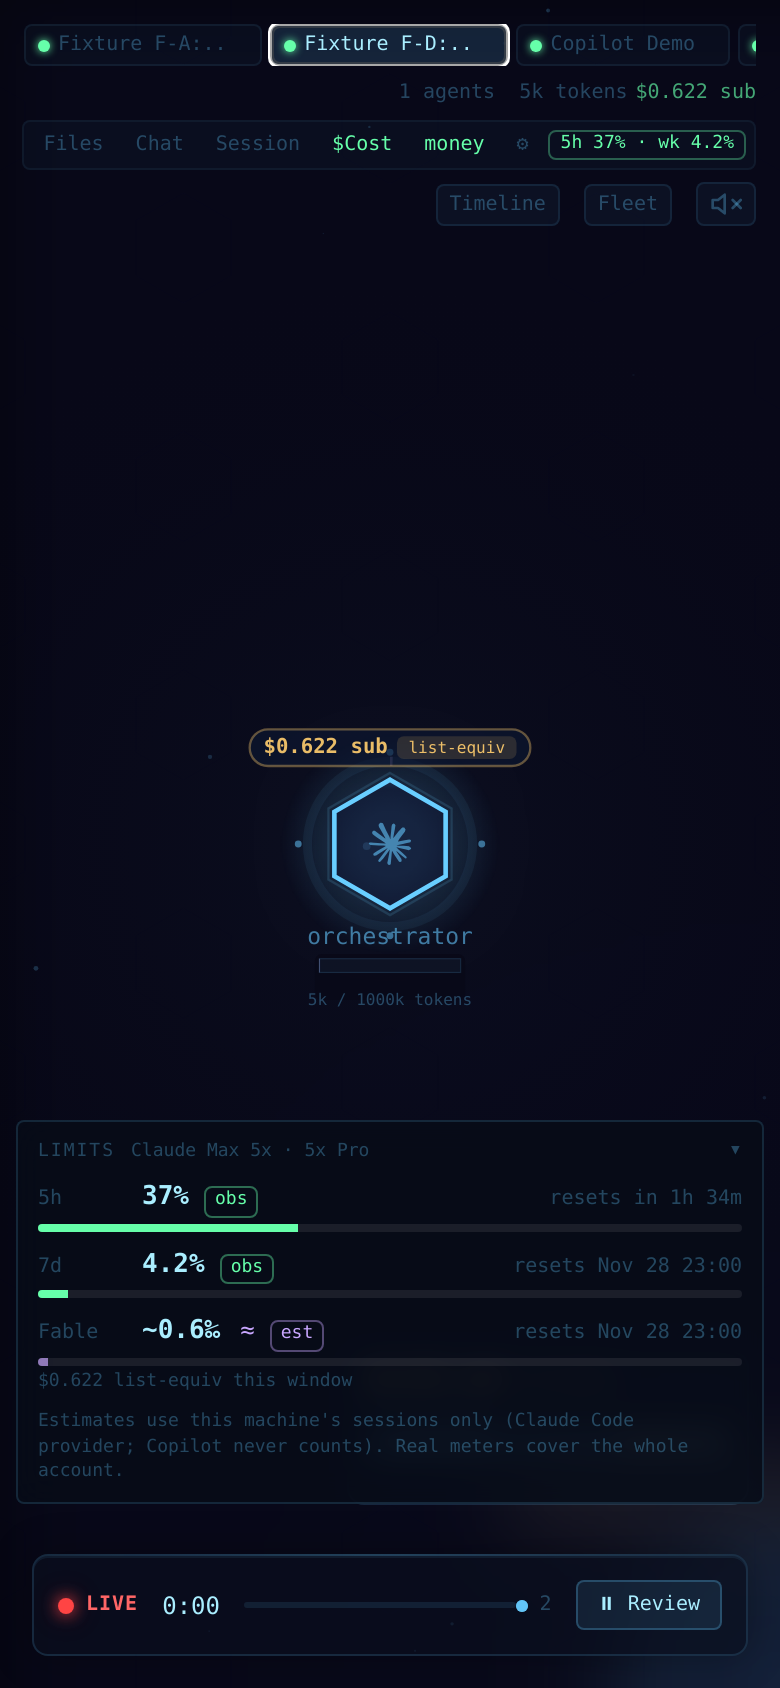 Fixture F-A:..
Fixture F-D:..
Copilot Demo
1 agents 5k tokens $0.622 sub
Files Chat Session $Cost money ⚙ 5h 37% · wk 4.2%
Timeline Fleet
$0.622 sub list-equiv
orchestrator
5k / 1000k tokens
LIMITS Claude Max 5x · 5x Pro ▼
5h 37% obs resets in 1h 34m
7d 4.2% obs resets Nov 28 23:00
Fable ~0.6‰ ≈ est resets Nov 28 23:00
$0.622 list-equiv this window
Estimates use this machine's sessions only (Claude Code
provider; Copilot never counts). Real meters cover the whole
account.
LIVE 0:00 2 ⏸ Review